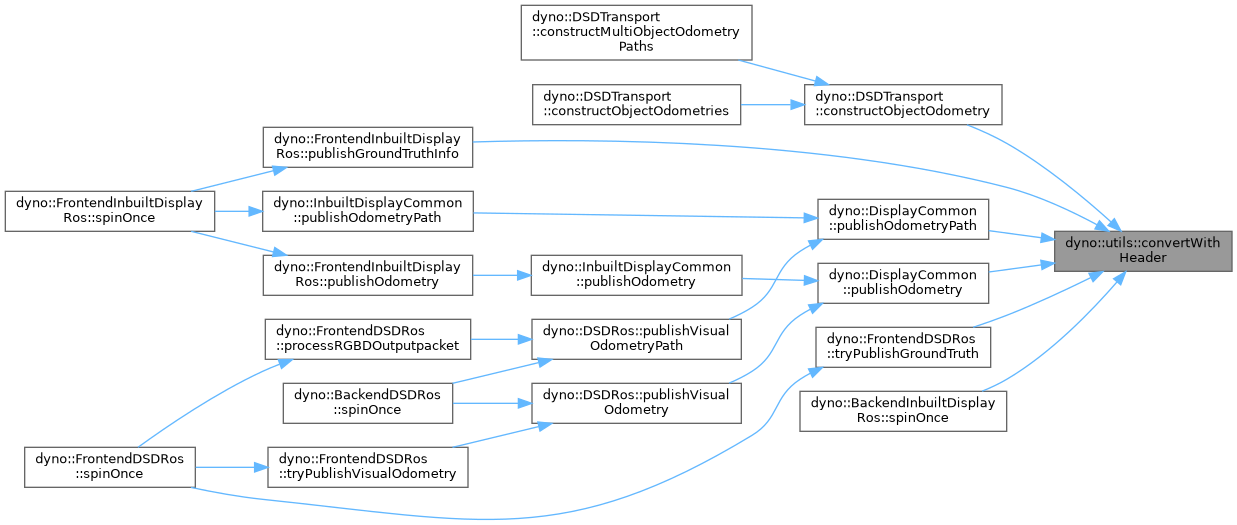 dyno::DSDTransport
::constructMultiObjectOdometry
Paths
dyno::DSDTransport
::constructObjectOdometries
dyno::DSDTransport
::constructObjectOdometry
dyno::FrontendInbuiltDisplay
Ros::publishGroundTruthInfo
dyno::FrontendInbuiltDisplay
Ros::spinOnce
dyno::InbuiltDisplayCommon
::publishOdometryPath
dyno::DisplayCommon
::publishOdometryPath
dyno::utils::convertWith
Header
dyno::FrontendInbuiltDisplay
Ros::publishOdometry
dyno::InbuiltDisplayCommon
::publishOdometry
dyno::DisplayCommon
::publishOdometry
dyno::FrontendDSDRos
::processRGBDOutputpacket
dyno::DSDRos::publishVisual
OdometryPath
dyno::FrontendDSDRos
::tryPublishGroundTruth
dyno::BackendDSDRos
::spinOnce
dyno::DSDRos::publishVisual
Odometry
dyno::BackendInbuiltDisplay
Ros::spinOnce
dyno::FrontendDSDRos
::spinOnce
dyno::FrontendDSDRos
::tryPublishVisualOdometry